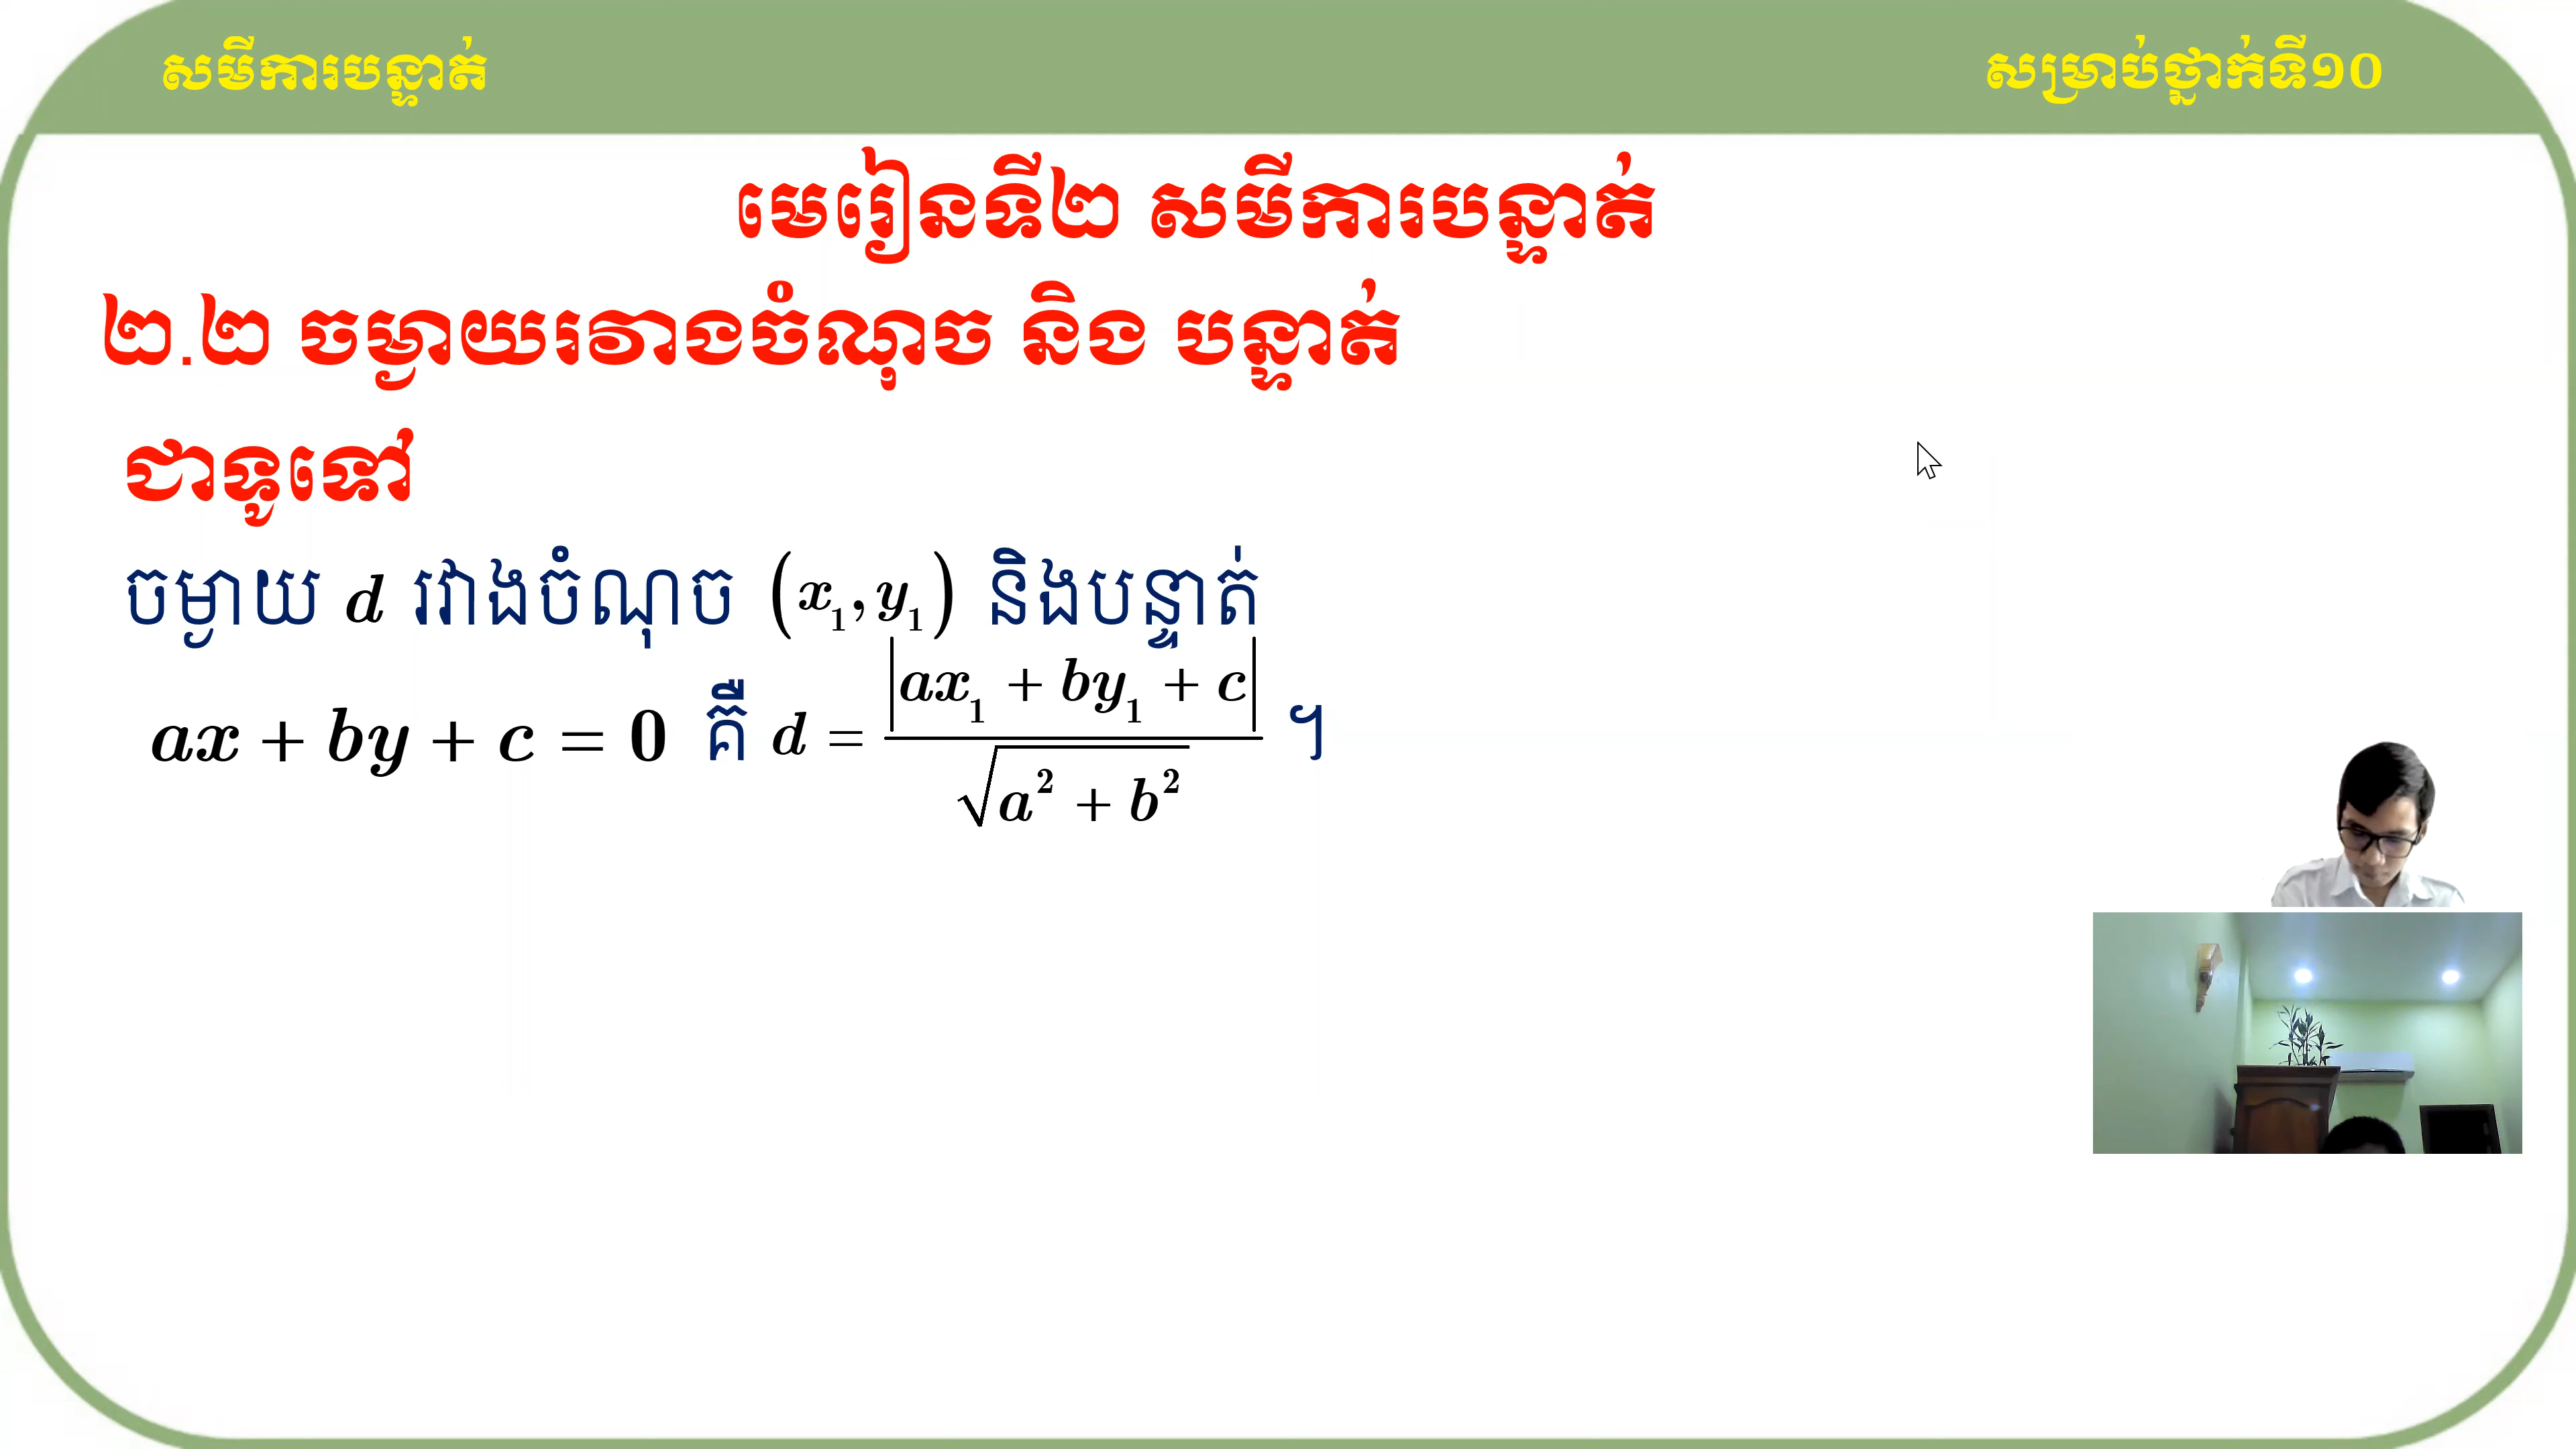 សមីការបន្ទាត់
សម្រាប់ថ្នាក់ទី១០
មេរៀនទី២ សមីការបន្ទាត់
២.២ ចម្ងាយរវាងចំណុច និង បន្ទាត់
ជាទូទៅ
ចម្ងាយ d រវាងចំណុច (x₁, y₁) និងបន្ទាត់
ax + by + c = 0 គឺ d = |ax₁ + by₁ + c| / √(a² + b²) ។